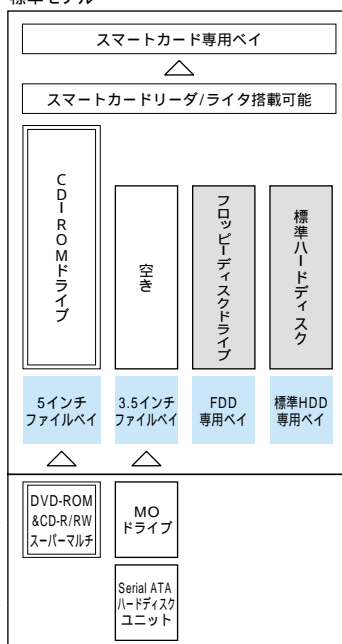 標準モデル
スマートカード専用ベイ
スマートカードリーダ/ライタ搭載可能
CD-ROMドライブ
空き
フロッピーディスクドライブ
標準ハードディスク
5インチ
ファイルベイ
3.5インチ
ファイルベイ
FDD
専用ベイ
標準HDD
専用ベイ
DVD-ROM
&CD-R/RW
スーパーマルチ
MO
ドライブ
Serial ATA
ハードディスク
ユニット